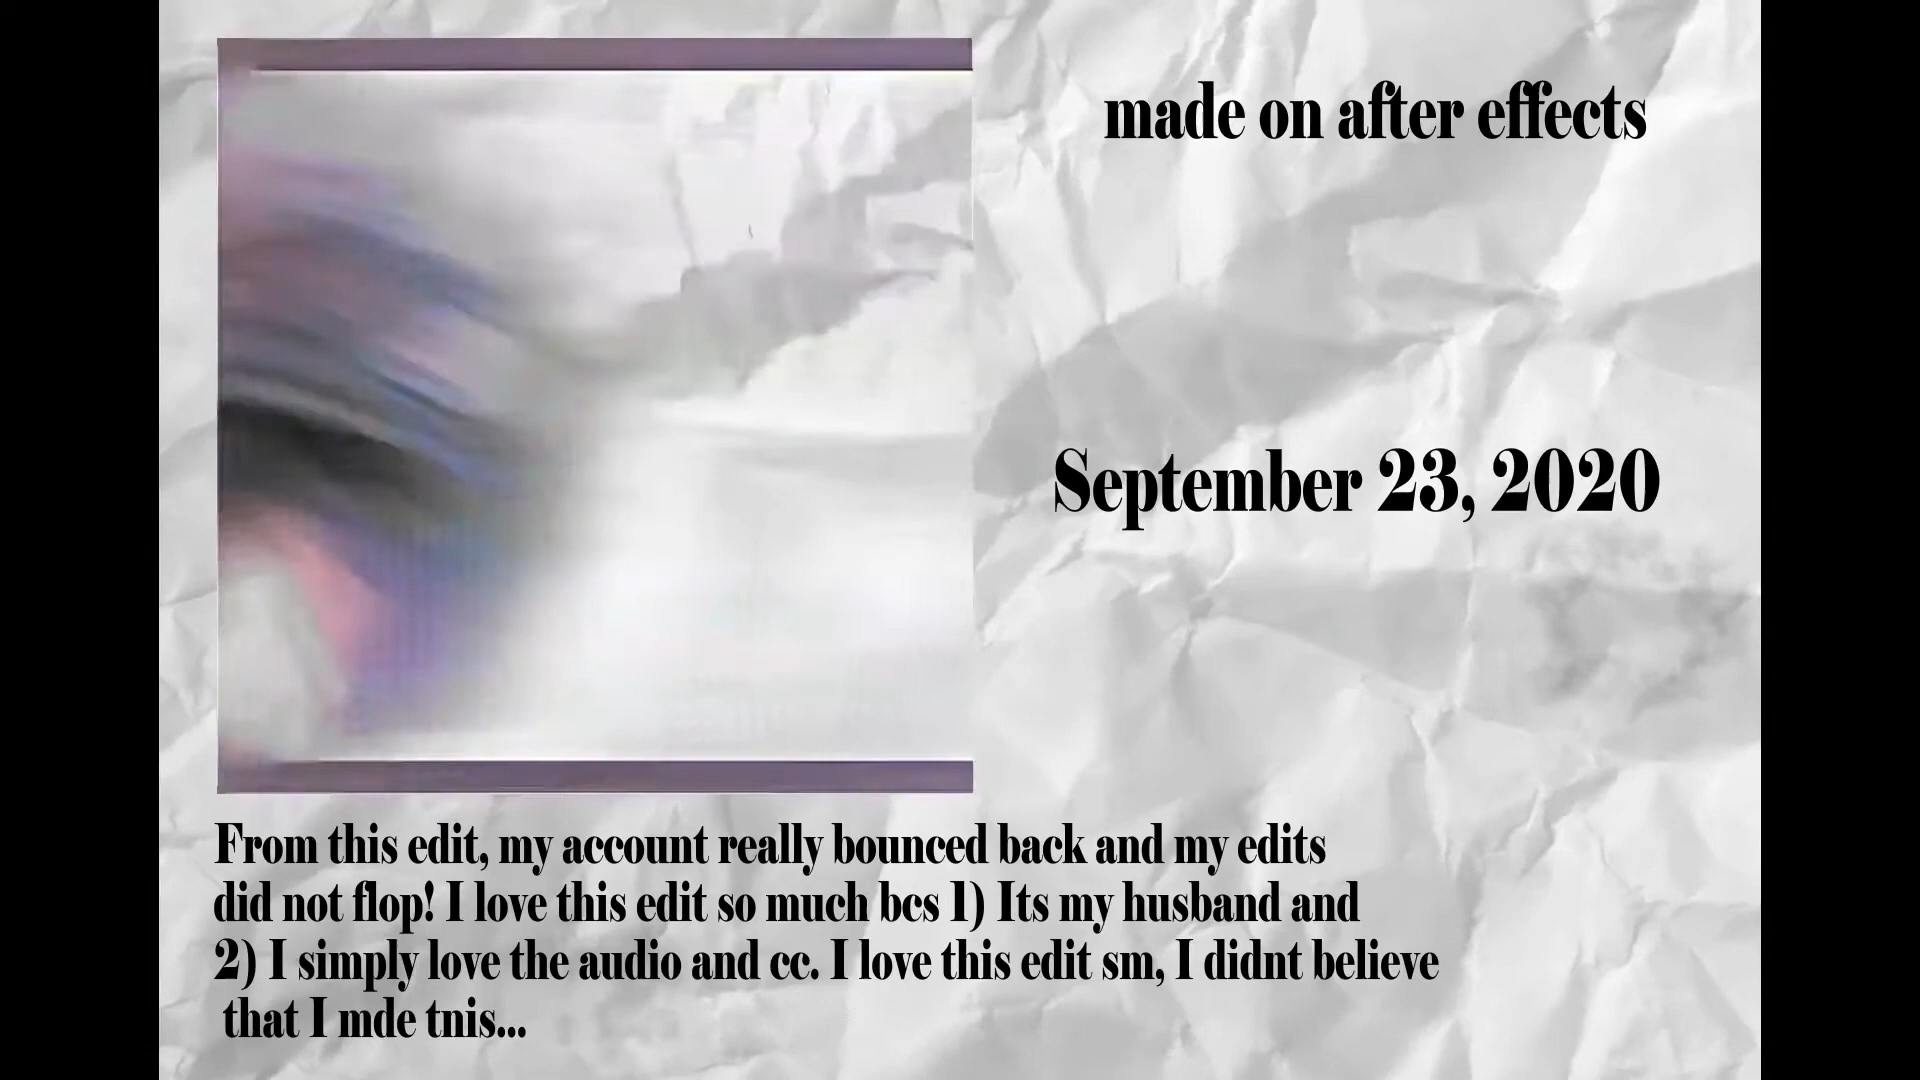 made on after effects
September 23, 2020
From this edit, my account really bounced back and my edits
did not flop! I love this edit so much bcs 1) Its my husband and
2) I simply love the audio and cc. I love this edit sm, I didnt believe
that I mde tnis...